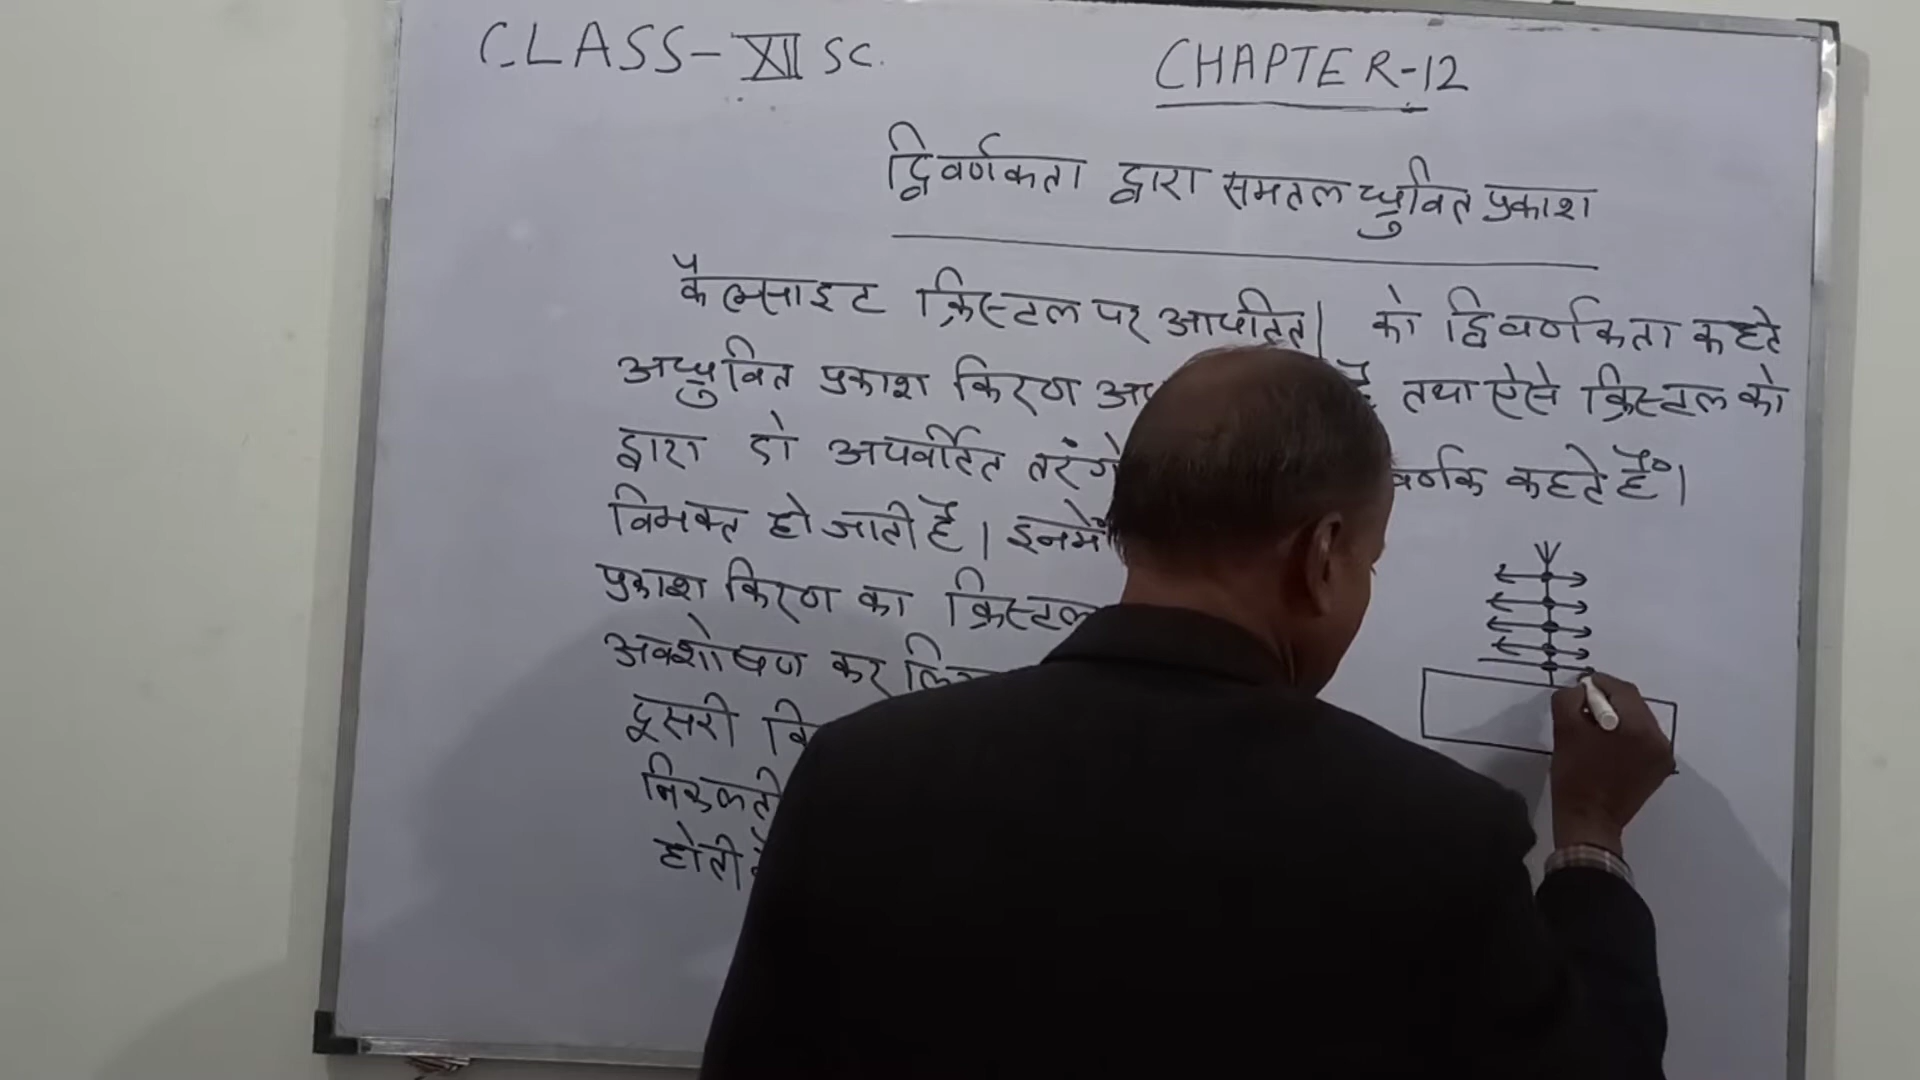 CLASS-XII SC.
CHAPTER-12
द्विवर्णकता द्वारा समतल ध्रुवित प्रकाश
कैल्साइट क्रिस्टल पर आपतित
अध्रुवित प्रकाश किरण
द्वारा दो अपवर्तित तरंगो
विभक्त हो जाती है। इनमें
प्रकाश किरण का क्रिस्टल
अवशोषण कर
दूसरी
निकलती
होती
को द्विवर्णकता कहते
है तथा ऐसे क्रिस्टल को
वर्णक कहते हैं।